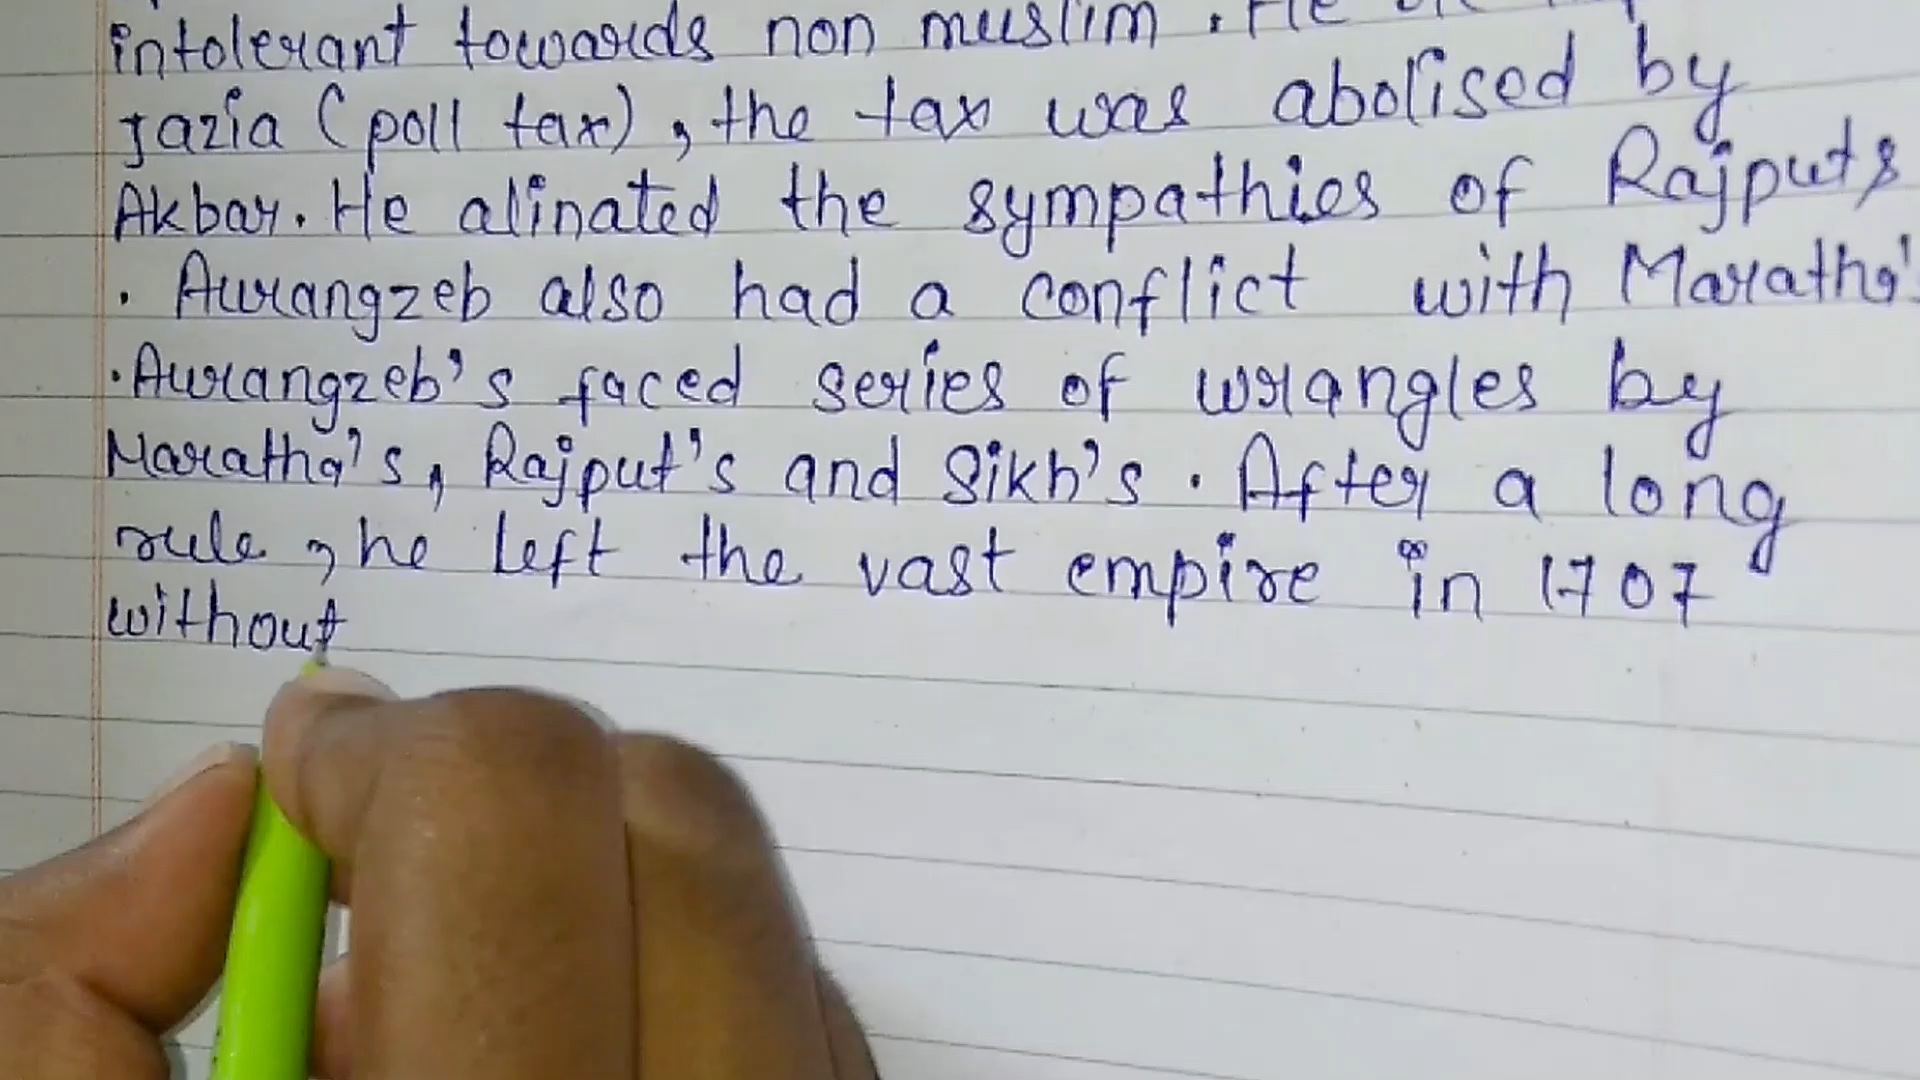 intolerant towards non muslim . He
Jazia (poll tax) , the tax was abolised by
Akbar. He alinated the sympathies of Rajputs
. Aurangzeb also had a conflict with Maratha's
. Aurangzeb's faced series of wrangles by
Maratha's, Rajput's and Sikh's . After a long
rule , he left the vast empire in 1707
without